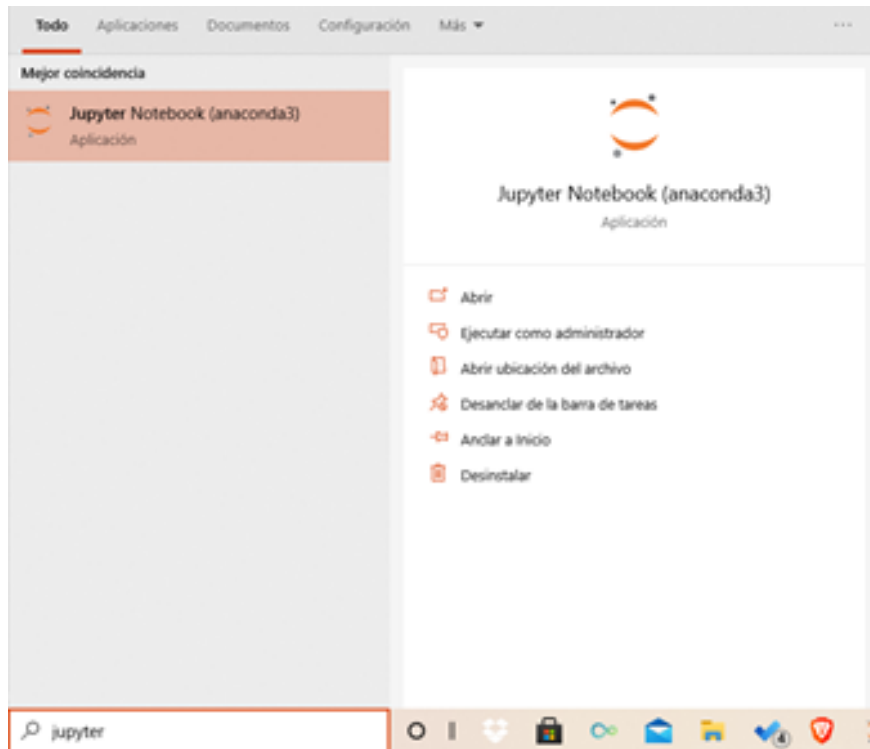 Todo Aplicaciones Documentos Configuración Más
Mejor coincidencia
Jupyter Notebook (anaconda3)
Aplicación
Jupyter Notebook (anaconda3)
Aplicación
Abrir
Ejecutar como administrador
Abrir ubicación del archivo
Desanclar de la barra de tareas
Anclar a Inicio
Desinstalar
jupyter
4